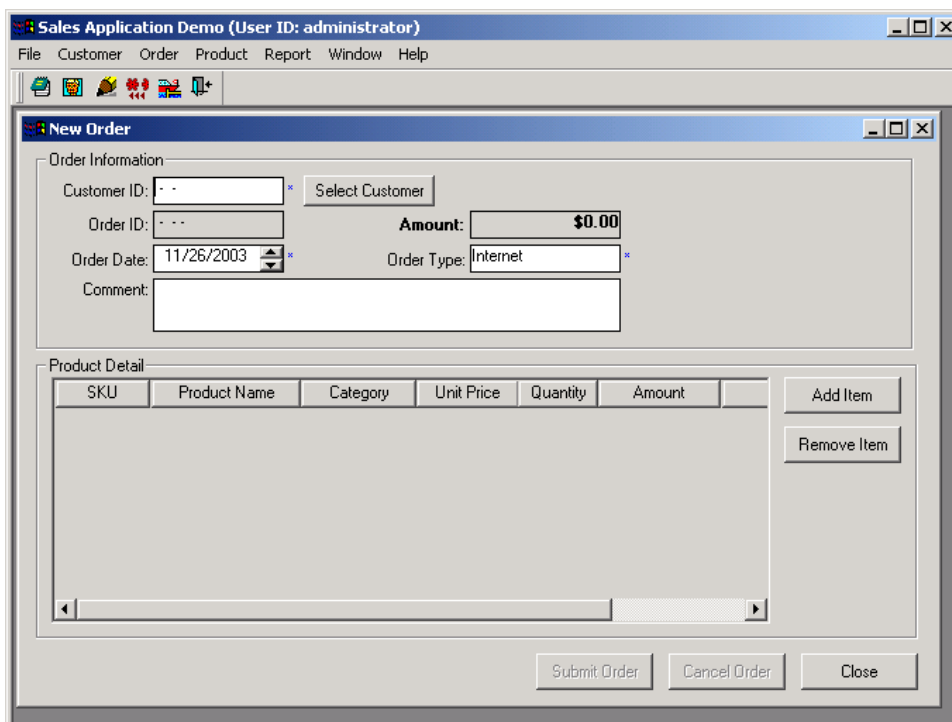 Sales Application Demo (User ID: administrator)
File Customer Order Product Report Window Help
New Order
Order Information
Customer ID: - - * Select Customer
Order ID: - - - Amount: $0.00
Order Date: 11/26/2003 * Order Type: Internet *
Comment:
Product Detail
SKU Product Name Category Unit Price Quantity Amount
Add Item
Remove Item
Submit Order Cancel Order Close